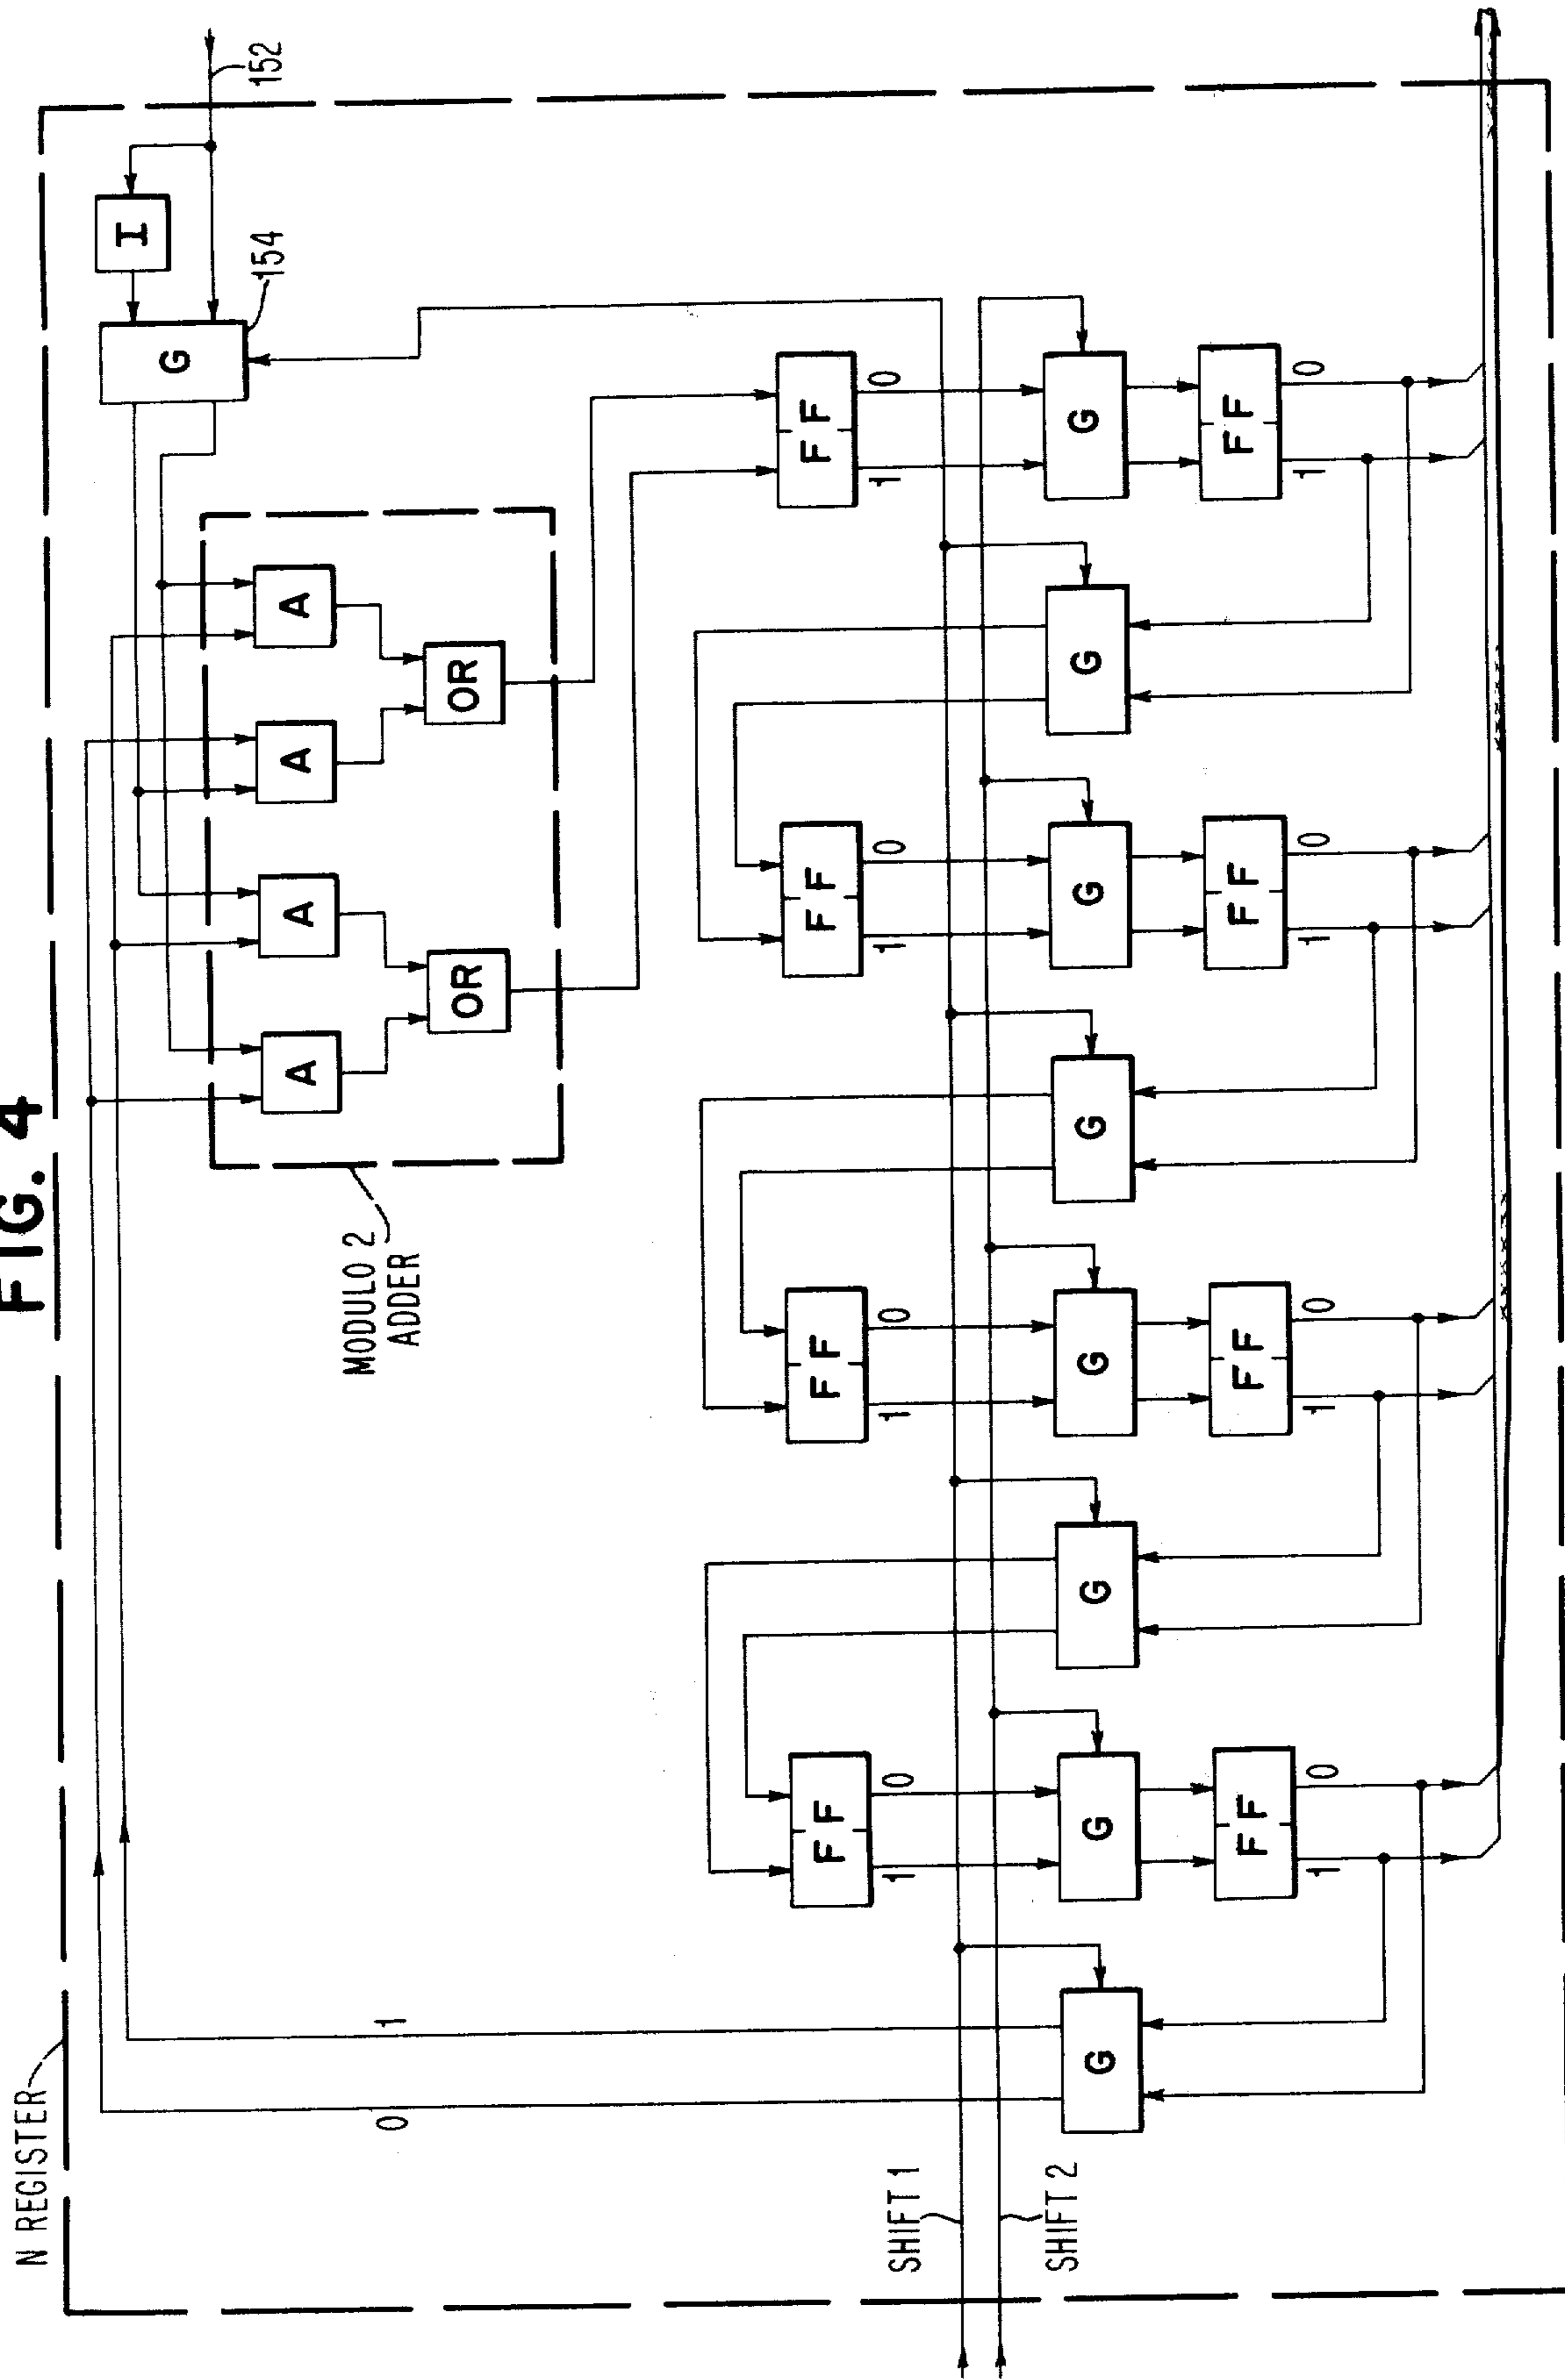 FIG. 4
N REGISTER
I
152
G
154
A A A A
OR OR
MODULO 2
ADDER
0 1
FF FF FF FF
1 0 1 0 1 0 1 0
SHIFT 1
SHIFT 2
G G G G G G G G
FF FF FF FF
1 0 1 0 1 0 1 0